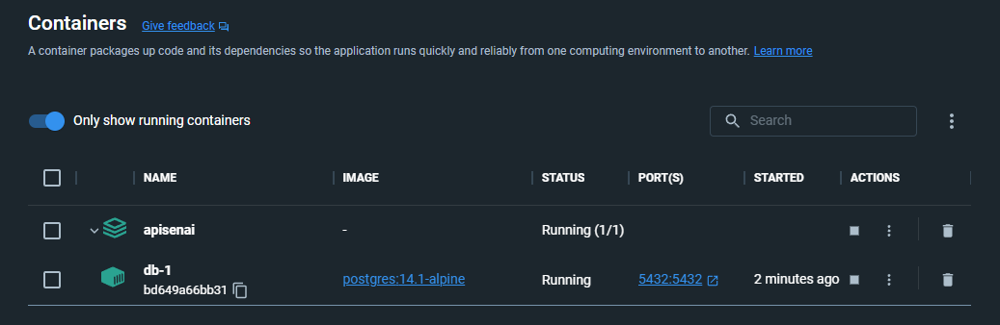 Containers Give feedback
A container packages up code and its dependencies so the application runs quickly and reliably from one computing environment to another. Learn more
Only show running containers Search
NAME IMAGE STATUS PORT(S) STARTED ACTIONS
apisenai - Running (1/1)
db-1
bd649a66bb31 postgres:14.1-alpine Running 5432:5432 2 minutes ago